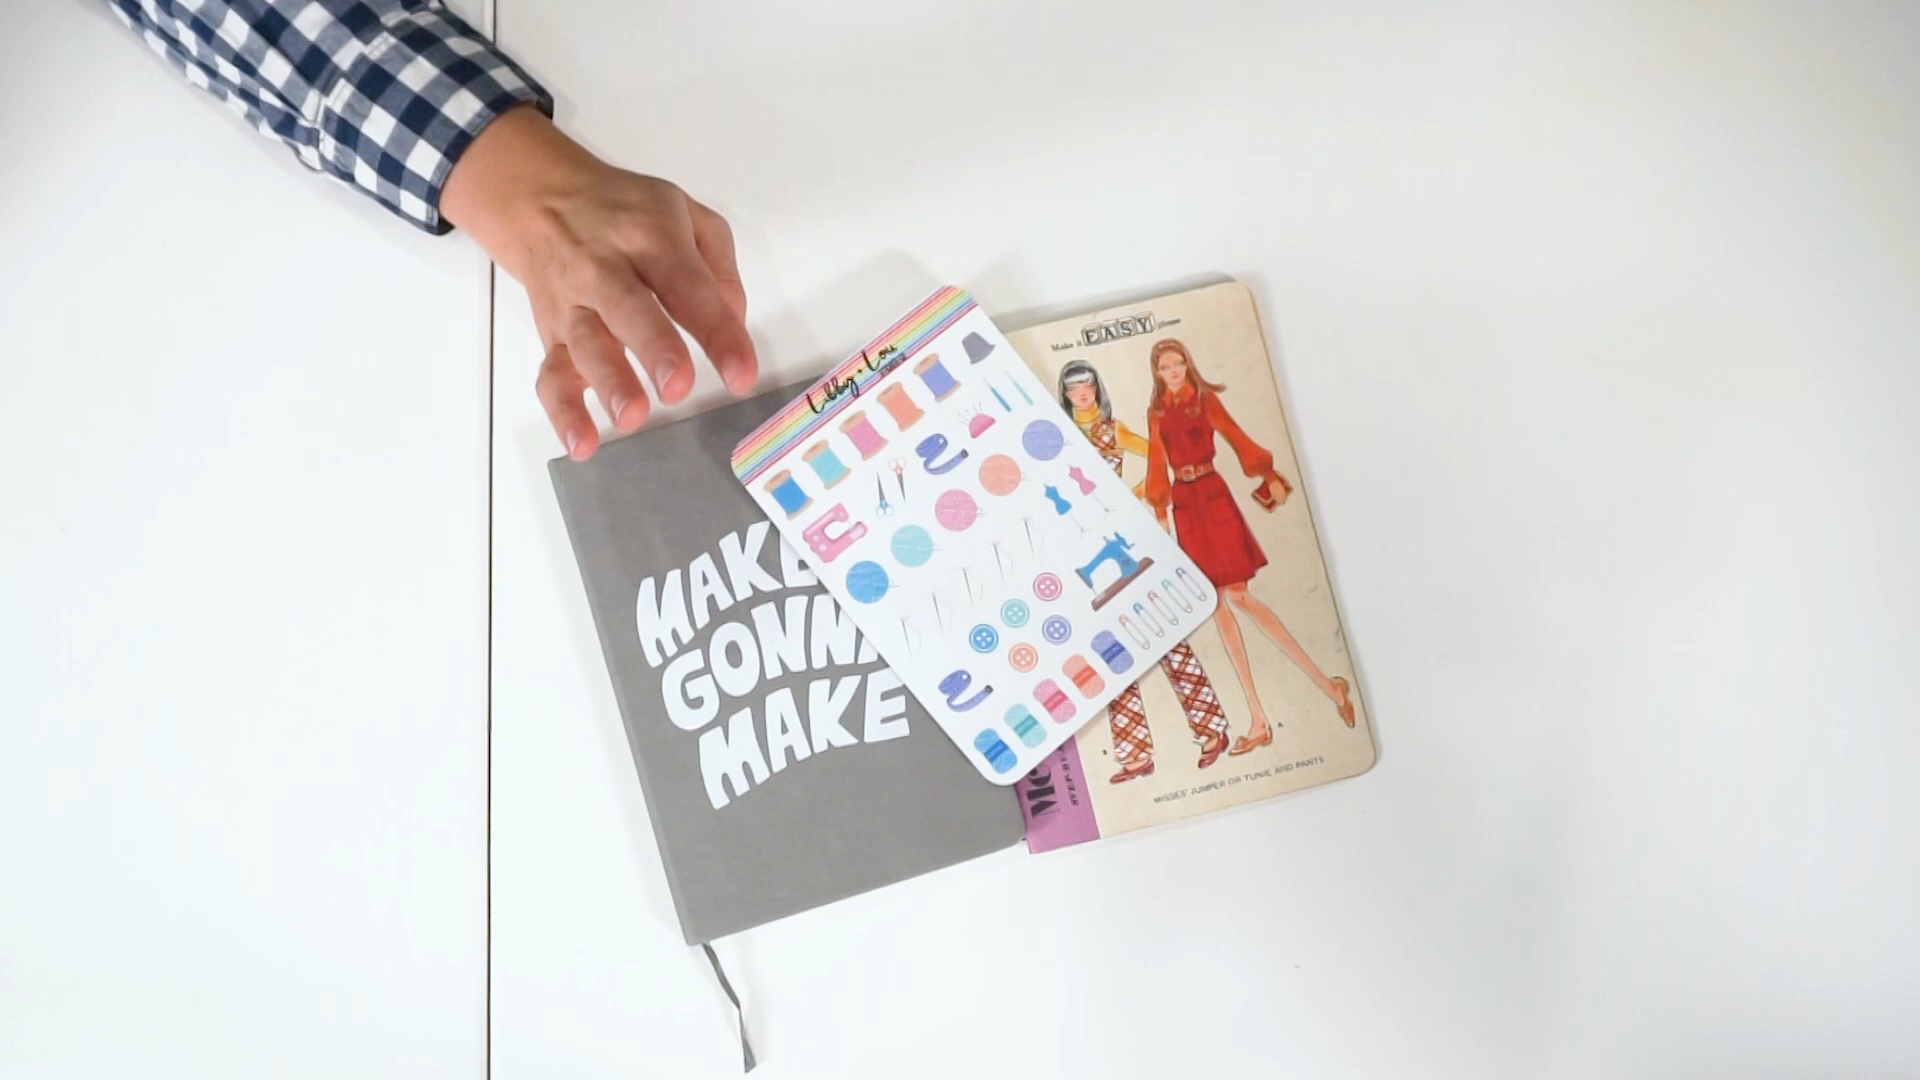 MAKE
GONN
MAKE
Libby + Lou
Make it EASY
MISSES' JUMPER OR TUNIC AND PANTS